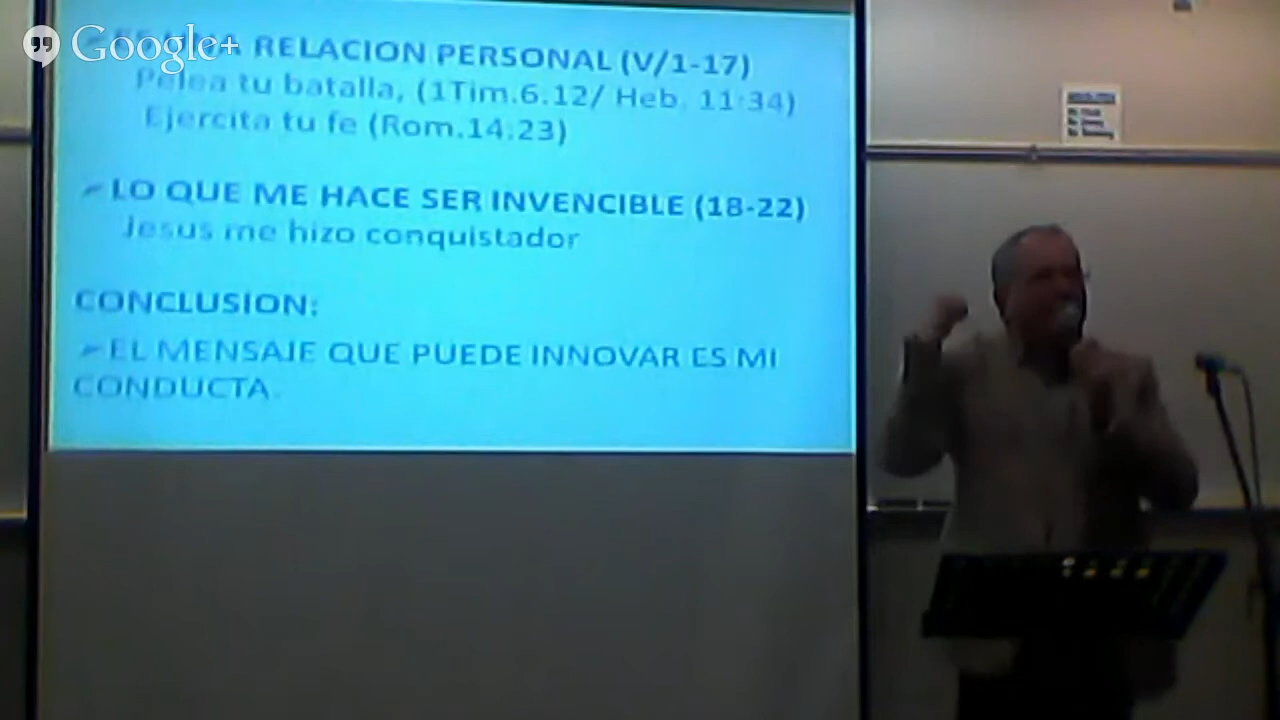 Google+
RELACION PERSONAL (V/1-17)
Pelea tu batalla, (1Tim.6.12/ Heb. 11:34)
Ejercita tu fe (Rom.14:23)
LO QUE ME HACE SER INVENCIBLE (18-22)
Jesus me hizo conquistador
CONCLUSION:
EL MENSAJE QUE PUEDE INNOVAR ES MI
CONDUCTA.